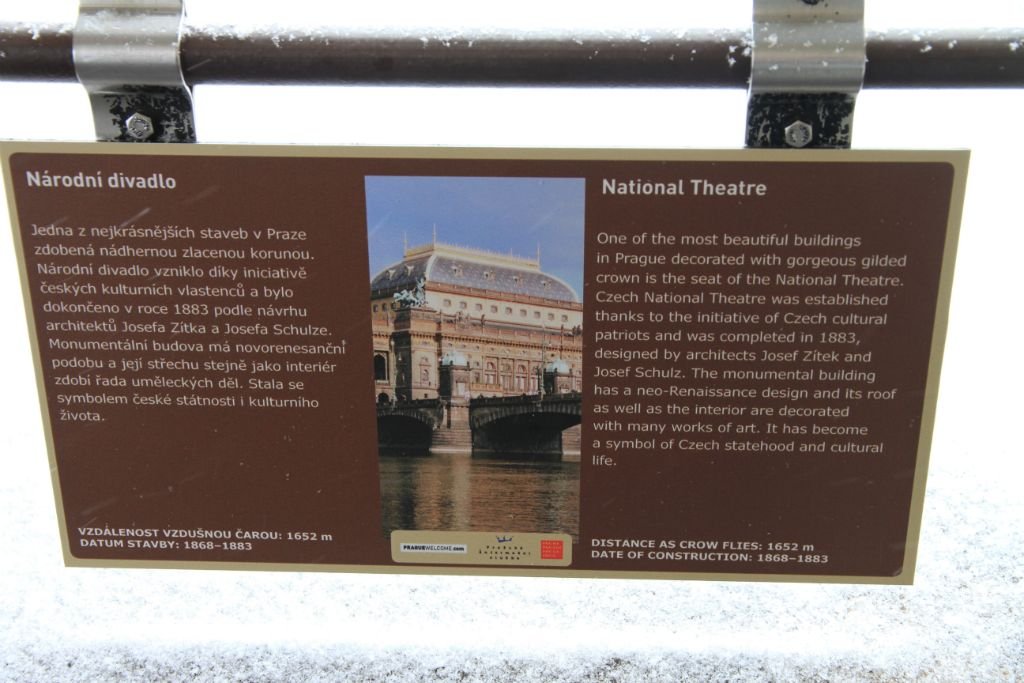 Národní divadlo
Jedna z nejkrásnějších staveb v Praze
zdobená nádhernou zlacenou korunou.
Národní divadlo vzniklo díky iniciativě
českých kulturních vlastenců a bylo
dokončeno v roce 1883 podle návrhu
architektů Josefa Zítka a Josefa Schulze.
Monumentální budova má novorenesanční
podobu a její střechu stejně jako interiér
zdobí řada uměleckých děl. Stala se
symbolem české státnosti i kulturního
života.
VZDÁLENOST VZDUŠNOU ČAROU: 1652 m
DATUM STAVBY: 1868–1883
PRAGUEWELCOME.com
National Theatre
One of the most beautiful buildings
in Prague decorated with gorgeous gilded
crown is the seat of the National Theatre.
Czech National Theatre was established
thanks to the initiative of Czech cultural
patriots and was completed in 1883,
designed by architects Josef Zítek and
Josef Schulz. The monumental building
has a neo-Renaissance design and its roof
as well as the interior are decorated
with many works of art. It has become
a symbol of Czech statehood and cultural
life.
DISTANCE AS CROW FLIES: 1652 m
DATE OF CONSTRUCTION: 1868–1883